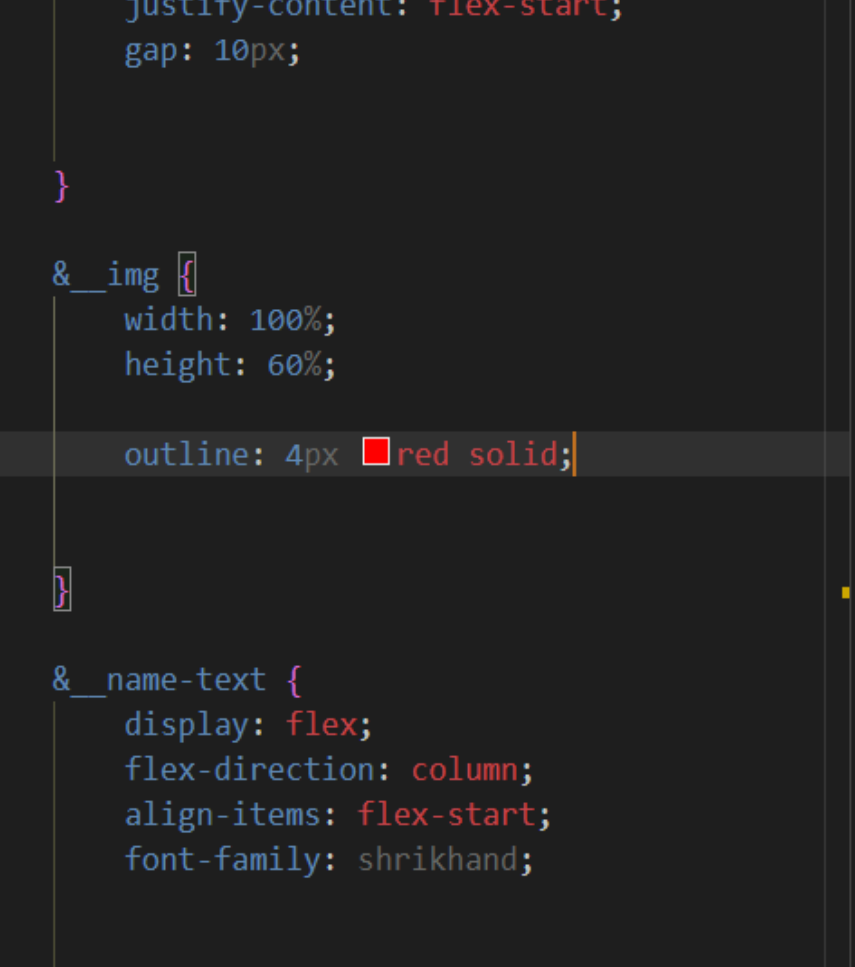 justify-content: flex-start;
gap: 10px;
}
&__img {
width: 100%;
height: 60%;
outline: 4px red solid;
}
&__name-text {
display: flex;
flex-direction: column;
align-items: flex-start;
font-family: shrikhand;